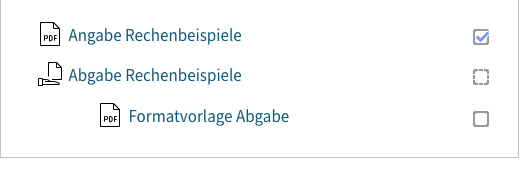 PDF Angabe Rechenbeispiele
Abgabe Rechenbeispiele
PDF Formatvorlage Abgabe